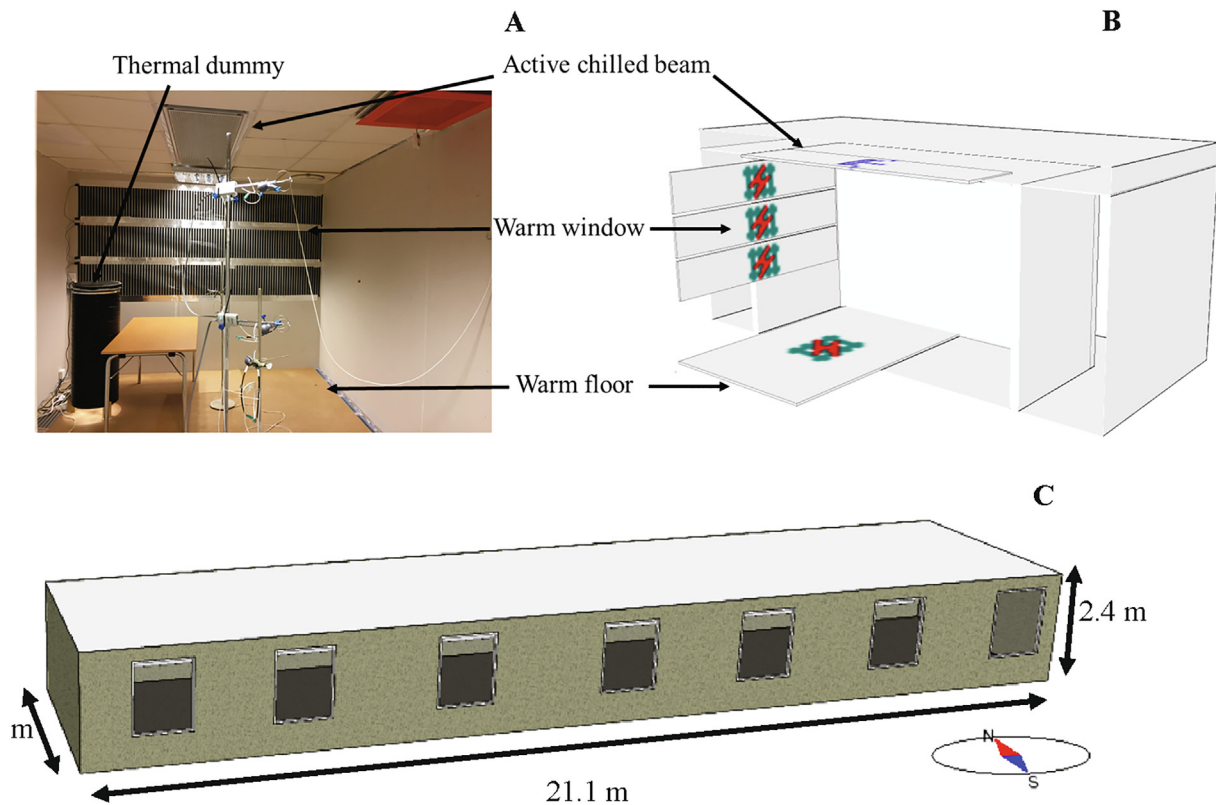 A
B
Thermal dummy
Active chilled beam
Warm window
Warm floor
C
2.4 m
m
21.1 m
N
S